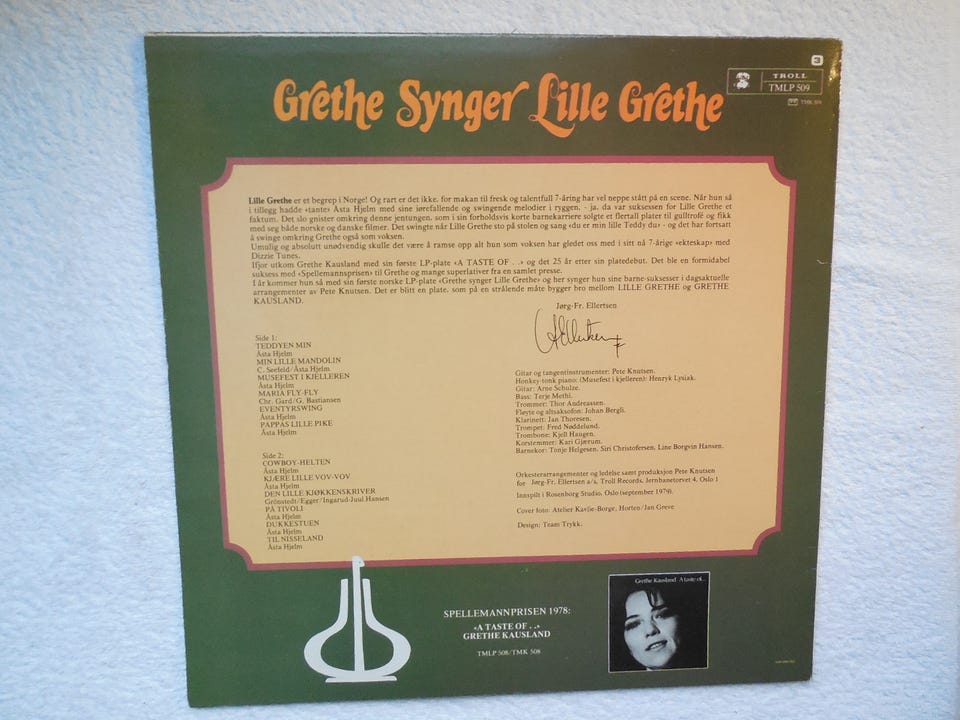 3
TROLL
TMLP 509
TMK 509
Grethe Synger Lille Grethe
Lille Grethe er et begrep i Norge! Og rart er det ikke, for makan til fresk og talentfull 7-åring har vel neppe stått på en scene. Når hun så
i tillegg hadde «tante» Åsta Hjelm med sine iørefallende og swingende melodier i ryggen, - ja, da var suksessen for Lille Grethe et
faktum. Det slo gnister omkring denne jentungen, som i sin forholdsvis korte barnekarriere solgte et flertall plater til gulltrofé og fikk
med seg både norske og danske filmer. Det swingte når Lille Grethe sto på stolen og sang «du er min lille Teddy du» - og det har fortsatt
å swinge omkring Grethe også som voksen.
Umulig og absolutt unødvendig skulle det være å ramse opp alt hun som voksen har gledet oss med i sitt nå 7-årige «ekteskap» med
Dizzie Tunes.
Ifjor utkom Grethe Kausland med sin første LP-plate «A TASTE OF . .» og det 25 år etter sin platedebut. Det ble en formidabel
suksess med «Spellemannprisen» til Grethe og mange superlativer fra en samlet presse.
I år kommer hun så med sin første norske LP-plate «Grethe synger Lille Grethe» og her synger hun sine barne-suksesser i dagsaktuelle
arrangementer av Pete Knutsen. Det er blitt en plate, som på en strålende måte bygger bro mellom LILLE GRETHE og GRETHE
KAUSLAND.
Jørg-Fr. Ellertsen
Side 1:
TEDDYEN MIN
Åsta Hjelm
MIN LILLE MANDOLIN
C. Seefeld/Åsta Hjelm
MUSEFEST I KJELLEREN
Åsta Hjelm
MARIA FLY-FLY
Chr. Gard/G. Bastiansen
EVENTYRSWING
Åsta Hjelm
PAPPAS LILLE PIKE
Åsta Hjelm
Side 2:
COWBOY-HELTEN
Åsta Hjelm
KJÆRE LILLE VOV-VOV
Åsta Hjelm
DEN LILLE KJØKKENSKRIVER
Grönstedt/Egger/Ingarud-Juul Hansen
PÅ TIVOLI
Åsta Hjelm
DUKKESTUEN
Åsta Hjelm
TIL NISSELAND
Åsta Hjelm
Gitar og tangentinstrumenter: Pete Knutsen.
Honkey-tonk piano: (Musefest i kjelleren): Henryk Lysiak.
Gitar: Arne Schulze.
Bass: Terje Methi.
Trommer: Thor Andreassen.
Fløyte og altsaksofon: Johan Bergli.
Klarinett: Jan Thoresen.
Trompet: Fred Nøddelund.
Trombone: Kjell Haugen.
Korstemmer: Kari Gjærum.
Barnekor: Tonje Helgesen, Siri Christofersen, Line Borgvin Hansen.
Orkesterarrangementer og ledelse samt produksjon Pete Knutsen
for Jørg-Fr. Ellertsen a/s, Troll Records, Jernbanetorvet 4, Oslo 1
Innspilt i Rosenborg Studio, Oslo (september 1979).
Cover foto: Atelier Kavlie-Borge, Horten/Jan Greve
Design: Team Trykk.
SPELLEMANNPRISEN 1978:
«A TASTE OF . .»
GRETHE KAUSLAND
TMLP 508/TMK 508
Grethe Kausland A taste of...